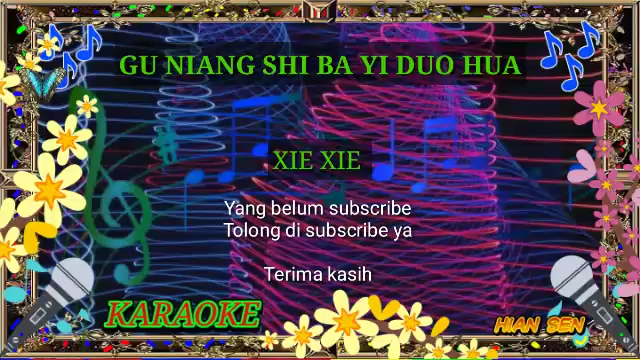 GU NIANG SHI BA YI DUO HUA
XIE XIE
Yang belum subscribe
Tolong di subscribe ya
Terima kasih
KARAOKE
HIAN SEN